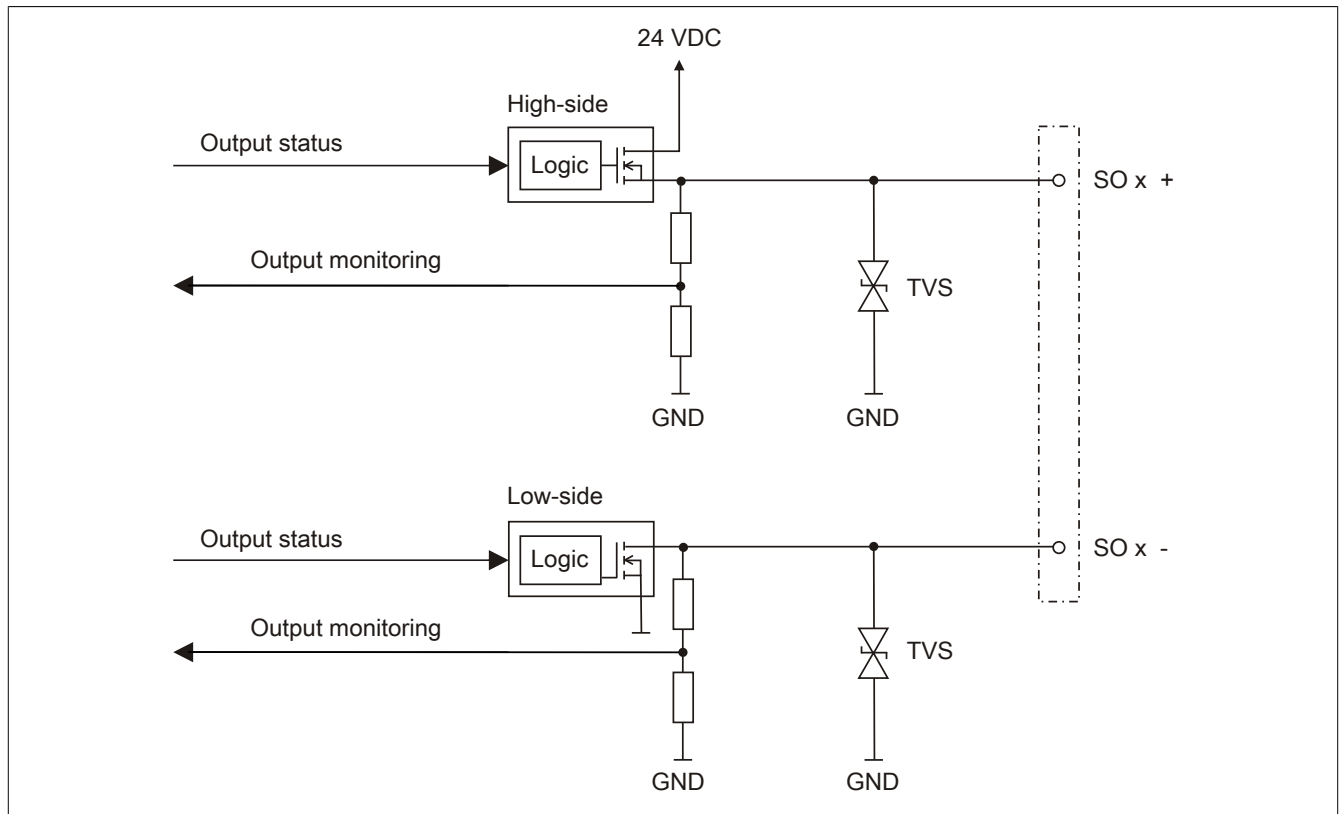 24 VDC
High-side
Output status
Logic
SO x +
Output monitoring
TVS
GND
GND
Low-side
Output status
Logic
SO x -
Output monitoring
TVS
GND
GND